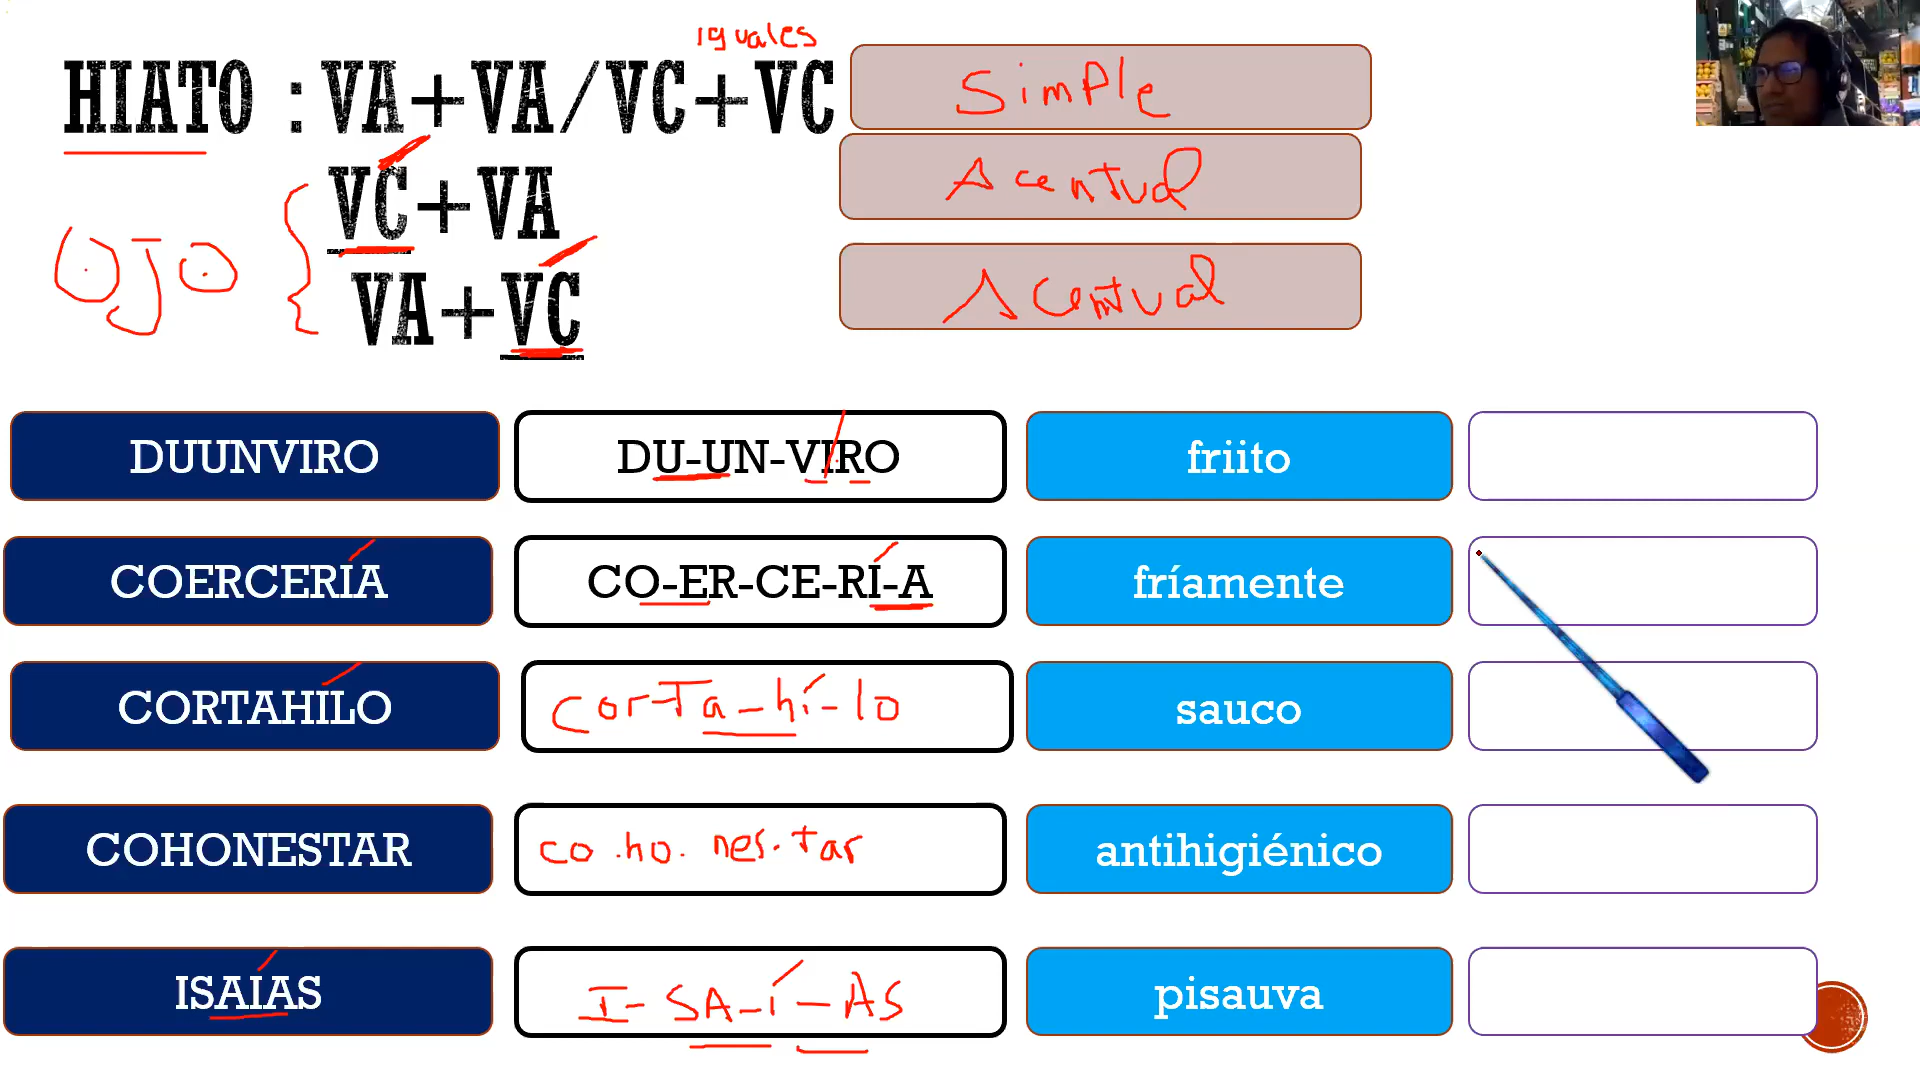 iguales
HIATO : VA+VA/VC+VC
Simple
VC+VA
Acentual
OJO
VA+VC
Acentual
DUUNVIRO DU-UN-VIRO friito
COERCERÍA CO-ER-CE-RÍ-A fríamente
CORTAHÍLO Cor-Ta-hí-lo sauco
COHONESTAR co.ho.nes.tar antihigiénico
ISAÍAS I-SA-í-AS pisauva